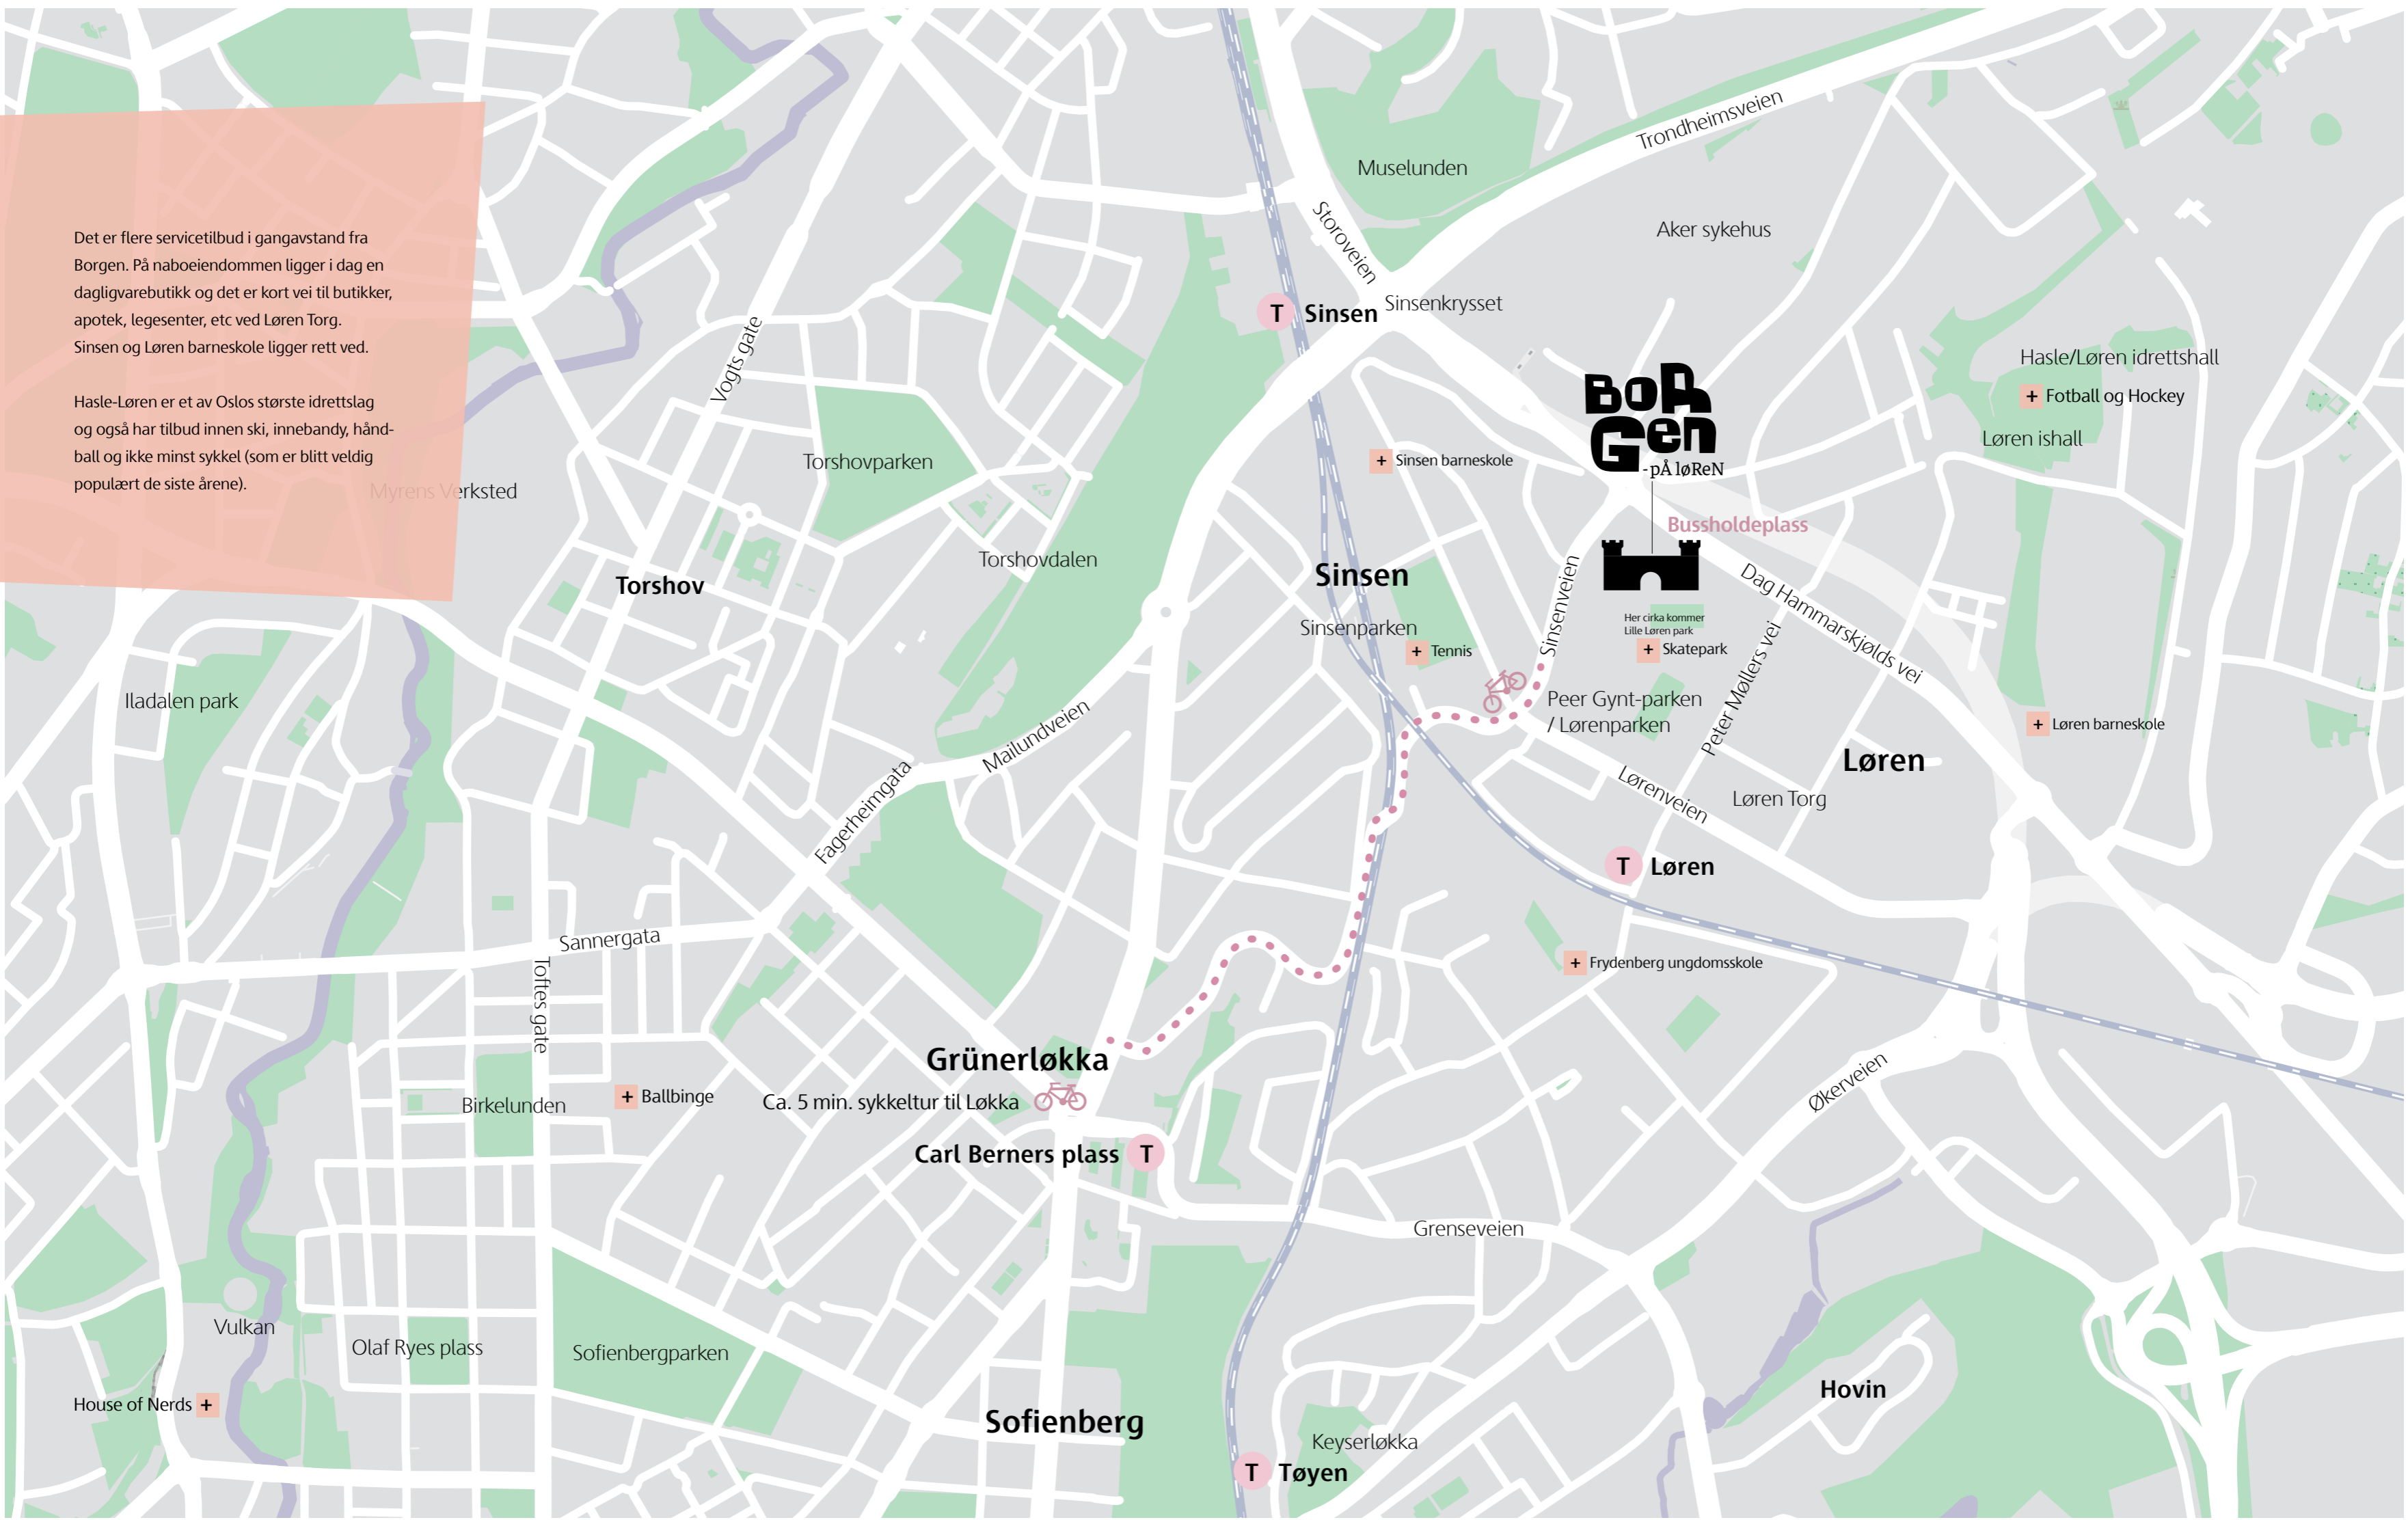 Det er flere servicetilbud i gangavstand fra
Borgen. På naboeiendommen ligger i dag en
dagligvarebutikk og det er kort vei til butikker,
apotek, legesenter, etc ved Løren Torg.
Sinsen og Løren barneskole ligger rett ved.
Hasle-Løren er et av Oslos største idrettslag
og også har tilbud innen ski, innebandy, hånd-
ball og ikke minst sykkel (som er blitt veldig
populært de siste årene).
Myrens Verksted
Trondheimsveien
Muselunden
Storoveien
Aker sykehus
T Sinsen
Sinsenkrysset
Vogts gate
Hasle/Løren idrettshall
+ Fotball og Hockey
Løren ishall
BoRGen
-pÅ løReN
Torshovparken
+ Sinsen barneskole
Bussholdeplass
Torshovdalen
Torshov
Sinsen
Sinsenveien
Dag Hammarskjølds vei
Her cirka kommer
Lille Løren park
+ Skatepark
Sinsenparken
+ Tennis
Peter Møllers vei
Peer Gynt-parken
/ Lørenparken
Iladalen park
+ Løren barneskole
Mailundveien
Løren
Fagerheimgata
Lørenveien
Løren Torg
T Løren
Sannergata
+ Frydenberg ungdomsskole
Toftes gate
Grünerløkka
Økerveien
Birkelunden
+ Ballbinge
Ca. 5 min. sykkeltur til Løkka
Carl Berners plass T
Grenseveien
Vulkan
Olaf Ryes plass
Sofienbergparken
Hovin
House of Nerds +
Sofienberg
Keyserløkka
T Tøyen